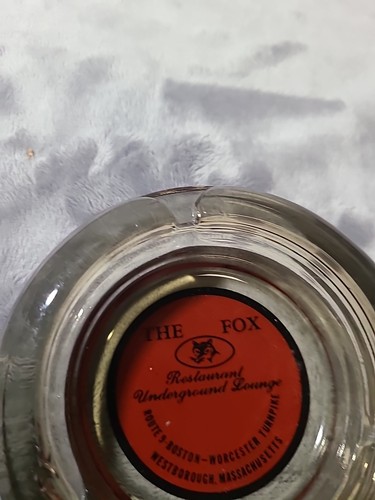 THE FOX
Restaurant
Underground Lounge
ROUTE 9-BOSTON-WORCESTER TURNPIKE
WESTBOROUGH, MASSACHUSETTS